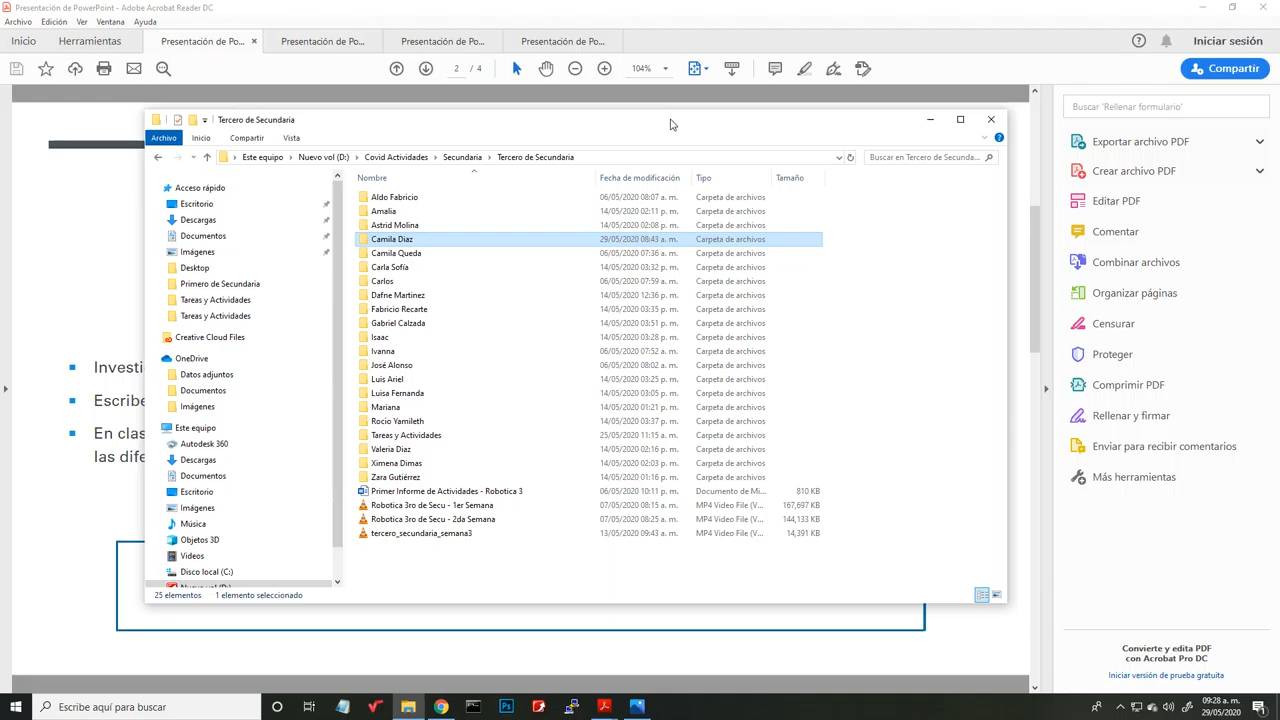 Presentación de PowerPoint - Adobe Acrobat Reader DC
Archivo Edición Ver Ventana Ayuda
Inicio Herramientas Presentación de Po... × Presentación de Po... Presentación de Po... Presentación de Po... Iniciar sesión
2 / 4 104% Compartir
Buscar 'Rellenar formulario'
Exportar archivo PDF
Crear archivo PDF
Editar PDF
Comentar
Combinar archivos
Organizar páginas
Censurar
Proteger
Comprimir PDF
Rellenar y firmar
Enviar para recibir comentarios
Más herramientas
Convierte y edita PDF
con Acrobat Pro DC
Iniciar versión de prueba gratuita
Investi
Escribe
En clas
las dife
Tercero de Secundaria
Archivo Inicio Compartir Vista
Este equipo > Nuevo vol (D:) > Covid Actividades > Secundaria > Tercero de Secundaria
Buscar en Tercero de Secunda...
Acceso rápido
Escritorio
Descargas
Documentos
Imágenes
Desktop
Primero de Secundaria
Tareas y Actividades
Tareas y Actividades
Creative Cloud Files
OneDrive
Datos adjuntos
Documentos
Imágenes
Este equipo
Autodesk 360
Descargas
Documentos
Escritorio
Imágenes
Música
Objetos 3D
Videos
Disco local (C:)
Nombre Fecha de modificación Tipo Tamaño
Aldo Fabricio 06/05/2020 08:07 a. m. Carpeta de archivos
Amalia 14/05/2020 02:11 p. m. Carpeta de archivos
Astrid Molina 14/05/2020 02:08 p. m. Carpeta de archivos
Camila Diaz 29/05/2020 08:43 a. m. Carpeta de archivos
Camila Queda 06/05/2020 07:36 a. m. Carpeta de archivos
Carla Sofía 14/05/2020 03:32 p. m. Carpeta de archivos
Carlos 06/05/2020 07:59 a. m. Carpeta de archivos
Dafne Martinez 14/05/2020 12:36 p. m. Carpeta de archivos
Fabricio Recarte 14/05/2020 03:35 p. m. Carpeta de archivos
Gabriel Calzada 14/05/2020 03:51 p. m. Carpeta de archivos
Isaac 14/05/2020 03:28 p. m. Carpeta de archivos
Ivanna 06/05/2020 07:52 a. m. Carpeta de archivos
José Alonso 06/05/2020 08:02 a. m. Carpeta de archivos
Luis Ariel 14/05/2020 03:25 p. m. Carpeta de archivos
Luisa Fernanda 14/05/2020 03:05 p. m. Carpeta de archivos
Mariana 14/05/2020 01:21 p. m. Carpeta de archivos
Rocio Yamileth 14/05/2020 03:37 p. m. Carpeta de archivos
Tareas y Actividades 25/05/2020 11:15 a. m. Carpeta de archivos
Valeria Diaz 14/05/2020 02:16 p. m. Carpeta de archivos
Ximena Dimas 14/05/2020 02:03 p. m. Carpeta de archivos
Zara Gutiérrez 14/05/2020 01:16 p. m. Carpeta de archivos
Primer Informe de Actividades - Robotica 3 06/05/2020 10:11 p. m. Documento de Mi... 810 KB
Robotica 3ro de Secu - 1er Semana 07/05/2020 08:15 a. m. MP4 Video File (V... 167,697 KB
Robotica 3ro de Secu - 2da Semana 07/05/2020 08:25 a. m. MP4 Video File (V... 144,133 KB
tercero_secundaria_semana3 13/05/2020 09:43 a. m. MP4 Video File (V... 14,391 KB
25 elementos 1 elemento seleccionado
Escribe aquí para buscar
09:28 a. m.
29/05/2020